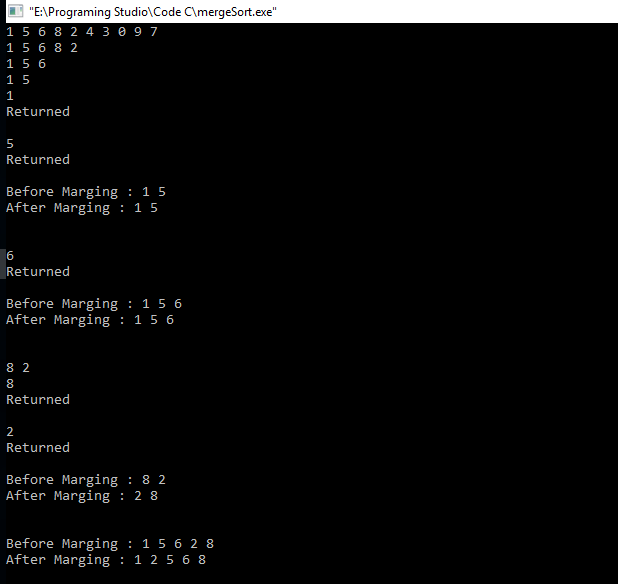 "E:\Programing Studio\Code C\mergeSort.exe"
1 5 6 8 2 4 3 0 9 7
1 5 6 8 2
1 5 6
1 5
1
Returned
5
Returned
Before Marging : 1 5
After Marging : 1 5
6
Returned
Before Marging : 1 5 6
After Marging : 1 5 6
8 2
8
Returned
2
Returned
Before Marging : 8 2
After Marging : 2 8
Before Marging : 1 5 6 2 8
After Marging : 1 2 5 6 8